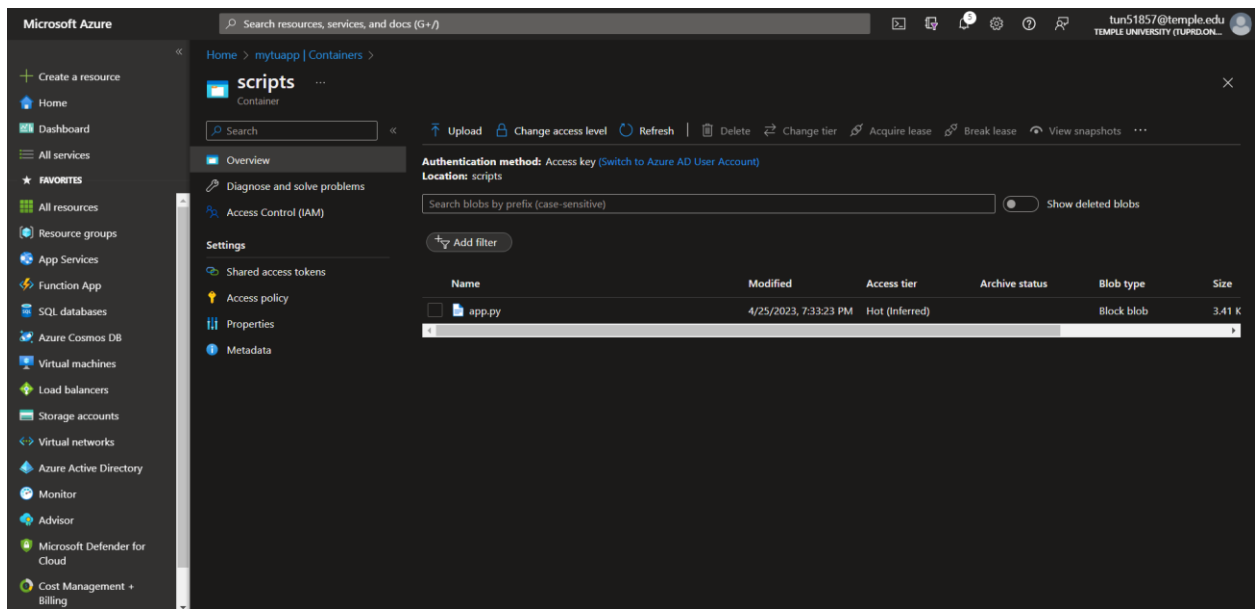 Microsoft Azure
Search resources, services, and docs (G+/)
5
tun51857@temple.edu
TEMPLE UNIVERSITY (TUPRD.ON...
Create a resource
Home
Dashboard
All services
FAVORITES
All resources
Resource groups
App Services
Function App
SQL databases
Azure Cosmos DB
Virtual machines
Load balancers
Storage accounts
Virtual networks
Azure Active Directory
Monitor
Advisor
Microsoft Defender for
Cloud
Cost Management +
Billing
Home > mytuapp | Containers >
scripts ...
Container
Search
Overview
Diagnose and solve problems
Access Control (IAM)
Settings
Shared access tokens
Access policy
Properties
Metadata
Upload Change access level Refresh | Delete Change tier Acquire lease Break lease View snapshots ...
Authentication method: Access key (Switch to Azure AD User Account)
Location: scripts
Search blobs by prefix (case-sensitive)
Show deleted blobs
Add filter
Name Modified Access tier Archive status Blob type Size
app.py 4/25/2023, 7:33:23 PM Hot (Inferred) Block blob 3.41 K